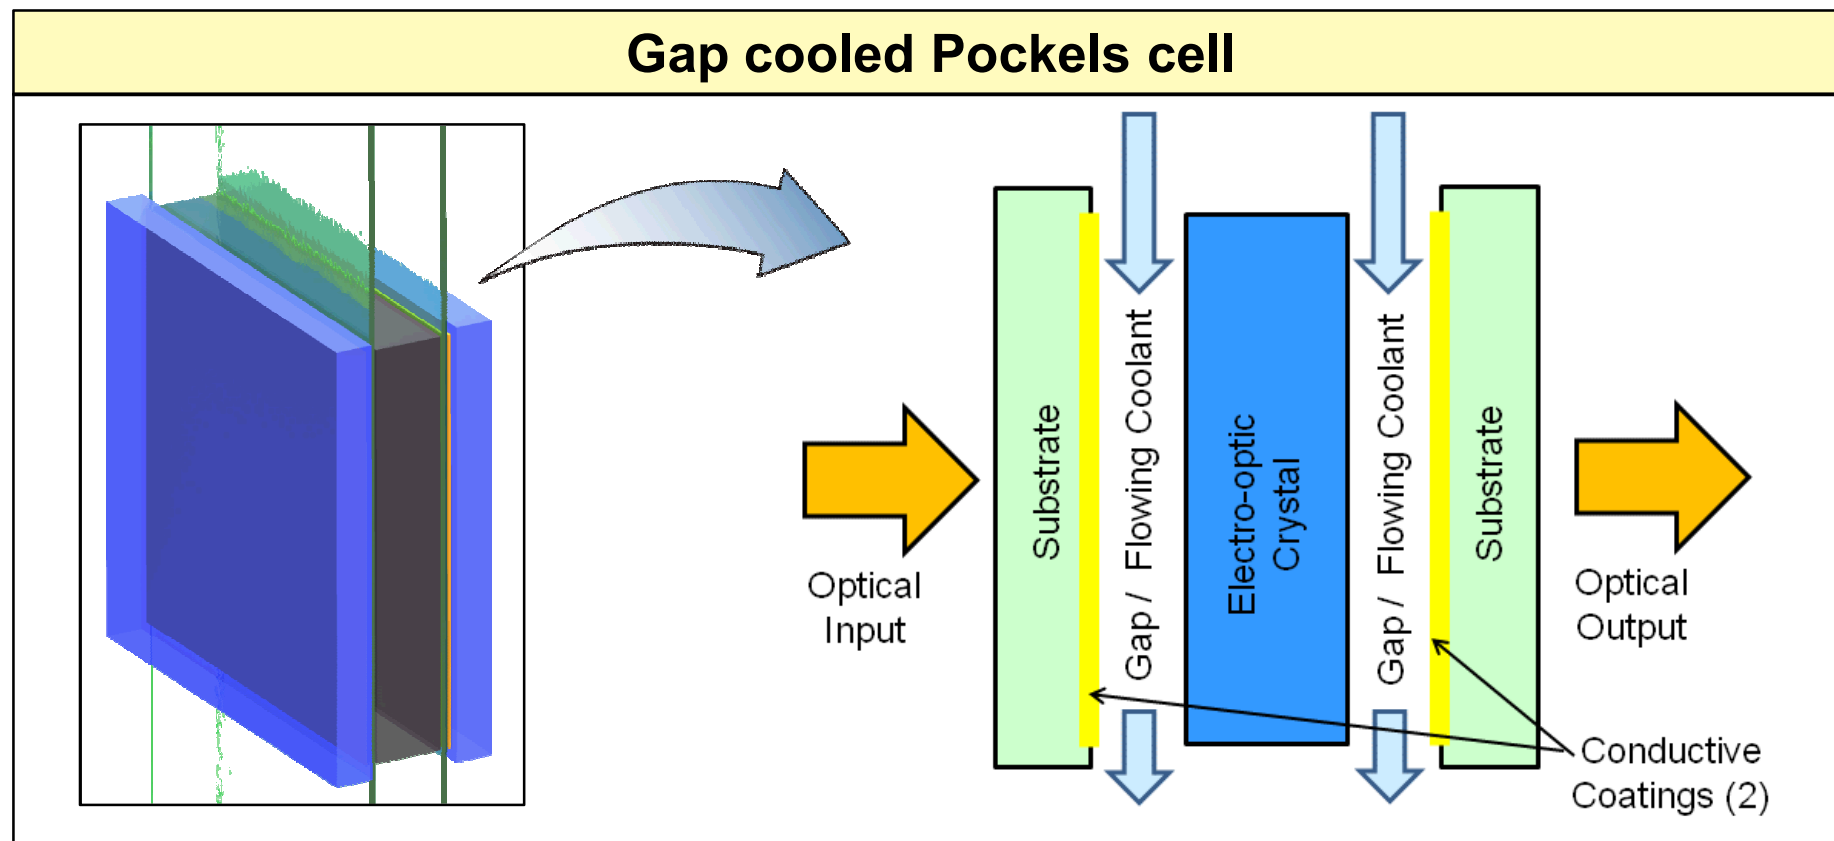 Gap cooled Pockels cell
Optical
Input
Substrate
Gap / Flowing Coolant
Electro-optic
Crystal
Gap / Flowing Coolant
Substrate
Optical
Output
Conductive
Coatings (2)